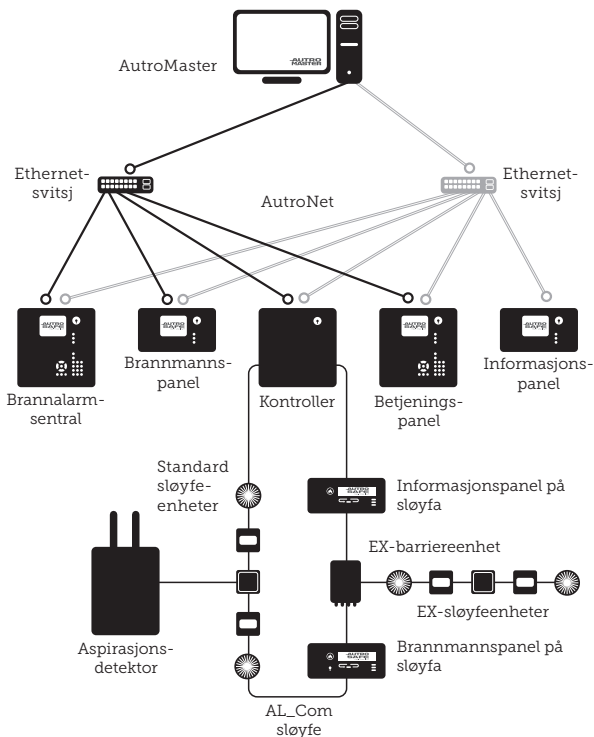 AUTRO
MASTER
AutroMaster
Ethernet-
svitsj
AutroNet
Ethernet-
svitsj
AUTRO
SAFE
AUTRO
SAFE
AUTRO
SAFE
AUTRO
SAFE
Brannalarm-
sentral
Brannmanns-
panel
Kontroller
Betjenings-
panel
Informasjons-
panel
Standard
sløyfe-
enheter
AUTRO
SAFE
Informasjonspanel på
sløyfa
EX-barriereenhet
EX-sløyfeenheter
Aspirasjons-
detektor
AUTRO
SAFE
Brannmannspanel på
sløyfa
AL_Com
sløyfe